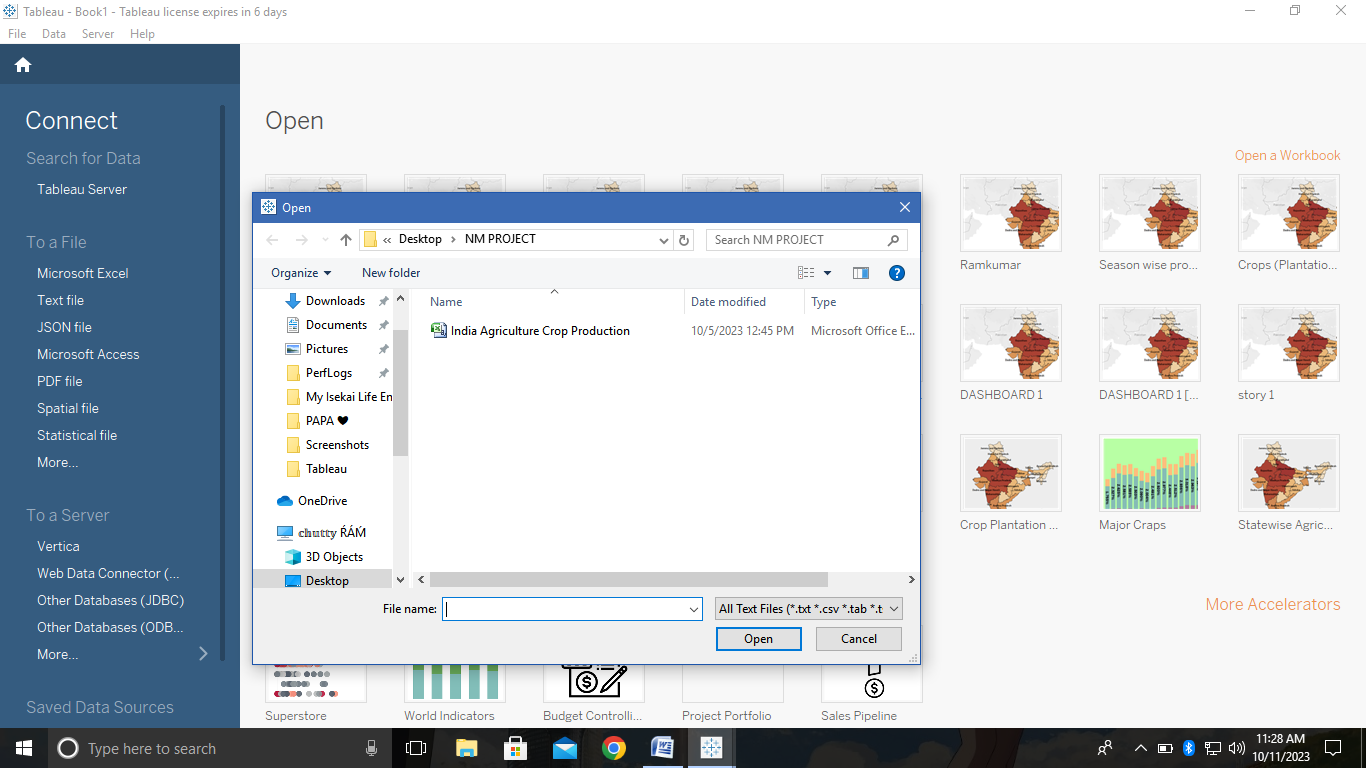 Tableau - Book1 - Tableau license expires in 6 days
File Data Server Help
Connect
Search for Data
Tableau Server
To a File
Microsoft Excel
Text file
JSON file
Microsoft Access
PDF file
Spatial file
Statistical file
More...
To a Server
Vertica
Web Data Connector (...
Other Databases (JDBC)
Other Databases (ODB...
More...
Saved Data Sources
Open
Open a Workbook
Open
« Desktop › NM PROJECT
Search NM PROJECT
Organize New folder
Downloads
Documents
Pictures
PerfLogs
My Isekai Life En
PAPA ♥
Screenshots
Tableau
OneDrive
𝖈𝖍𝖚𝖙𝖙𝖞 ŔÁḾ
3D Objects
Desktop
Name Date modified Type
India Agriculture Crop Production 10/5/2023 12:45 PM Microsoft Office E...
File name: All Text Files (*.txt *.csv *.tab *.t
Open Cancel
Ramkumar Season wise pro... Crops (Plantatio...
DASHBOARD 1 DASHBOARD 1 [... story 1
Crop Plantation ... Major Craps Statewise Agric...
More Accelerators
Superstore World Indicators Budget Controlli... Project Portfolio Sales Pipeline
Type here to search
11:28 AM
10/11/2023